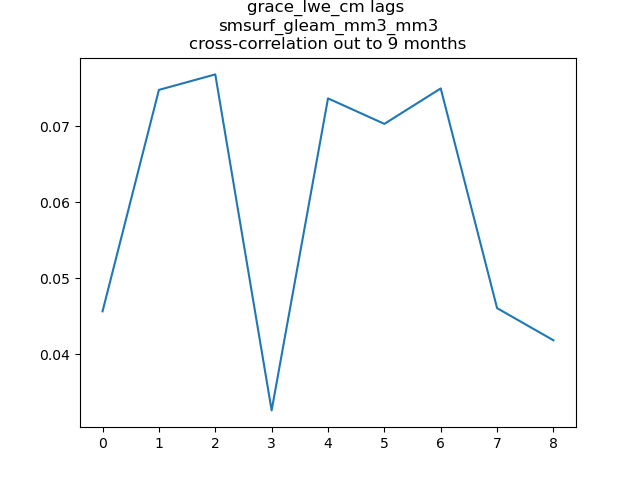 grace_lwe_cm lags
smsurf_gleam_mm3_mm3
cross-correlation out to 9 months
0.07
0.06
0.05
0.04
0 1 2 3 4 5 6 7 8